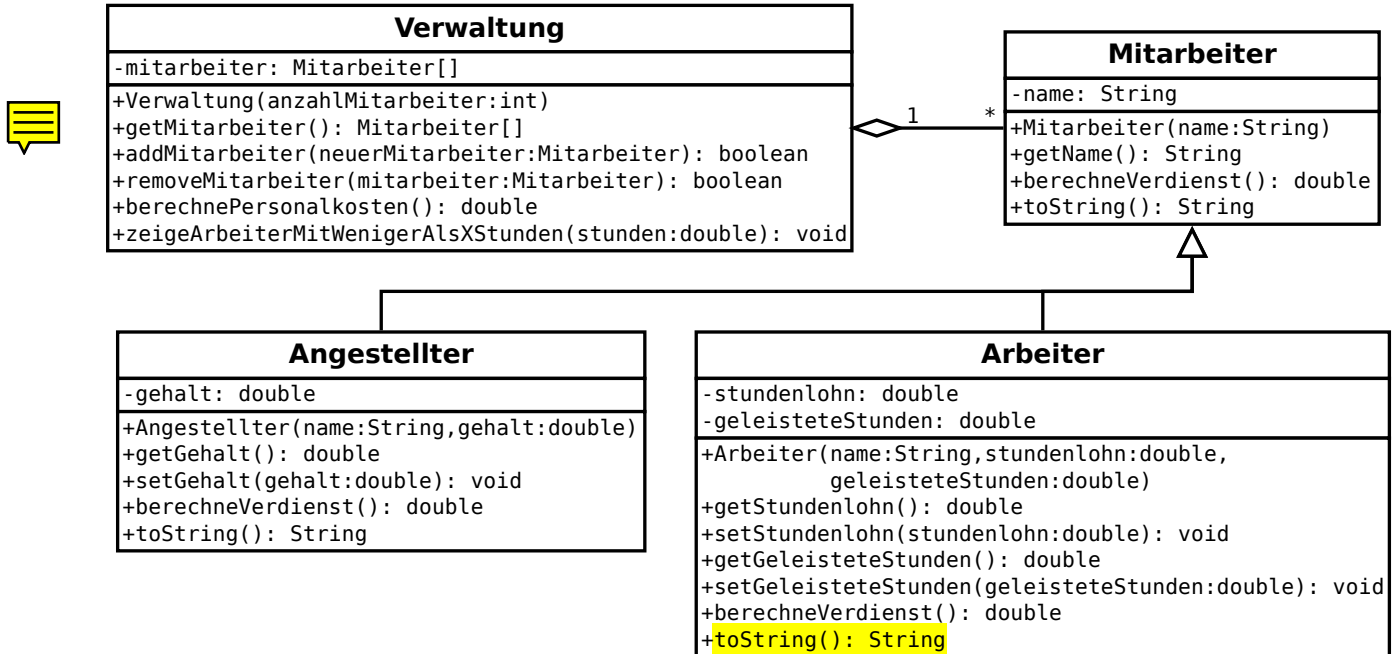 Verwaltung
-mitarbeiter: Mitarbeiter[]
+Verwaltung(anzahlMitarbeiter:int)
+getMitarbeiter(): Mitarbeiter[]
+addMitarbeiter(neuerMitarbeiter:Mitarbeiter): boolean
+removeMitarbeiter(mitarbeiter:Mitarbeiter): boolean
+berechnePersonalkosten(): double
+zeigeArbeiterMitWenigerAlsXStunden(stunden:double): void
1
*
Mitarbeiter
-name: String
+Mitarbeiter(name:String)
+getName(): String
+berechneVerdienst(): double
+toString(): String
Angestellter
-gehalt: double
+Angestellter(name:String,gehalt:double)
+getGehalt(): double
+setGehalt(gehalt:double): void
+berechneVerdienst(): double
+toString(): String
Arbeiter
-stundenlohn: double
-geleisteteStunden: double
+Arbeiter(name:String,stundenlohn:double,
geleisteteStunden:double)
+getStundenlohn(): double
+setStundenlohn(stundenlohn:double): void
+getGeleisteteStunden(): double
+setGeleisteteStunden(geleisteteStunden:double): void
+berechneVerdienst(): double
+toString(): String